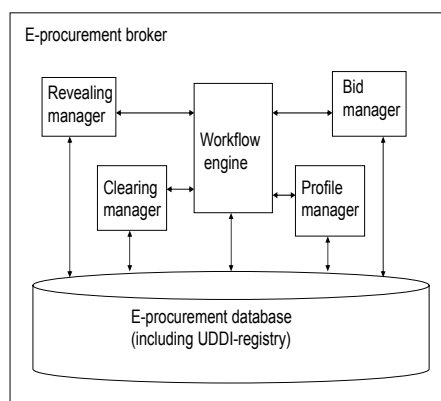 E-procurement broker
Revealing
manager
Workflow
engine
Bid
manager
Clearing
manager
Profile
manager
E-procurement database
(including UDDI-registry)